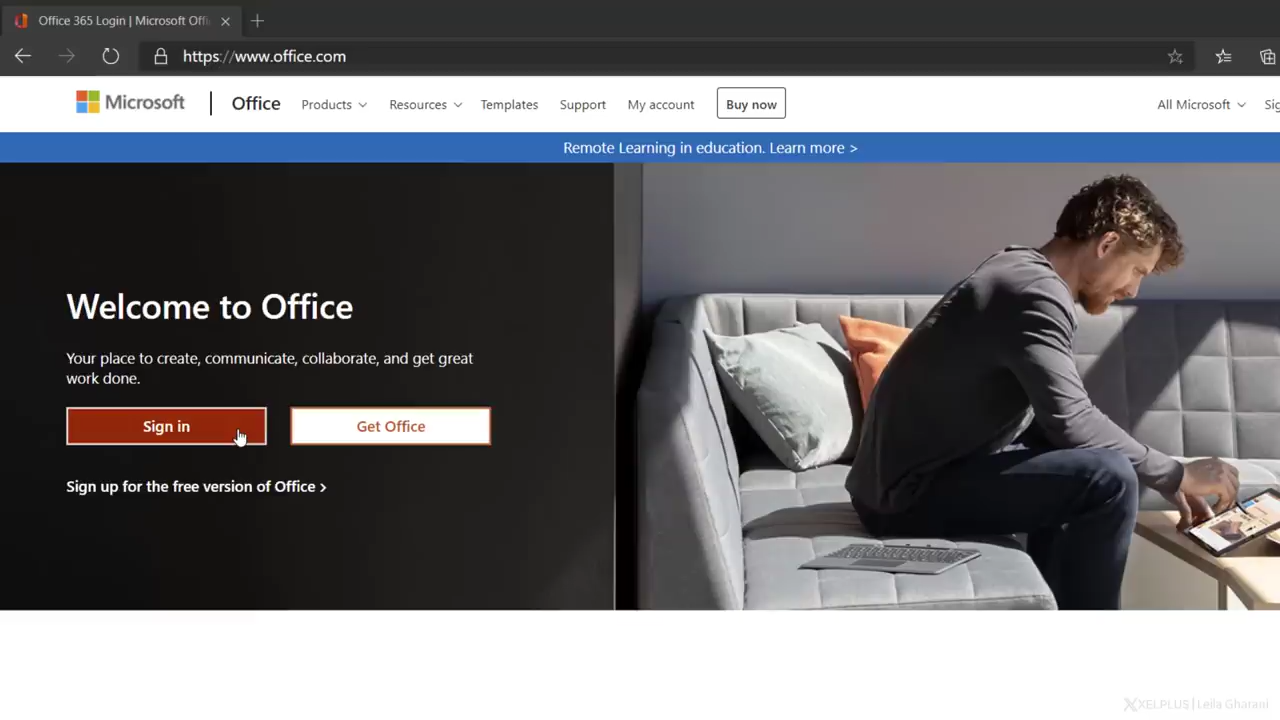 Office 365 Login | Microsoft Offi
https://www.office.com
Microsoft
Office
Products
Resources
Templates
Support
My account
Buy now
All Microsoft
Sig
Remote Learning in education. Learn more >
Welcome to Office
Your place to create, communicate, collaborate, and get great
work done.
Sign in
Get Office
Sign up for the free version of Office >
XELPLUS | Leila Gharani